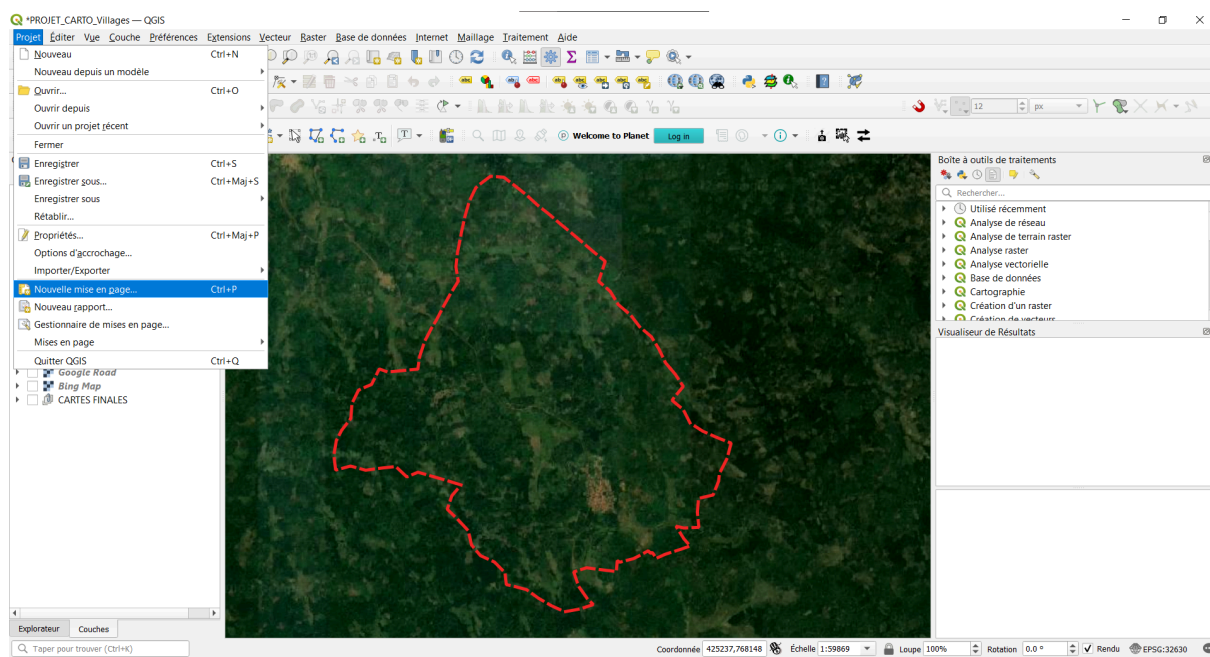 *PROJET_CARTO_Villages — QGIS
Projet Éditer Vue Couche Préférences Extensions Vecteur Raster Base de données Internet Maillage Traitement Aide
Nouveau Ctrl+N
Nouveau depuis un modèle
Ouvrir... Ctrl+O
Ouvrir depuis
Ouvrir un projet récent
Fermer
Enregistrer Ctrl+S
Enregistrer sous... Ctrl+Maj+S
Enregistrer sous
Rétablir...
Propriétés... Ctrl+Maj+P
Options d'accrochage...
Importer/Exporter
Nouvelle mise en page... Ctrl+P
Nouveau rapport...
Gestionnaire de mises en page...
Mises en page
Quitter QGIS Ctrl+Q
Google Road
Bing Map
CARTES FINALES
12 px
Welcome to Planet Log in
Boîte à outils de traitements
Rechercher...
Utilisé récemment
Analyse de réseau
Analyse de terrain raster
Analyse raster
Analyse vectorielle
Base de données
Cartographie
Création d'un raster
Création de vecteurs
Visualiseur de Résultats
Explorateur Couches
Taper pour trouver (Ctrl+K)
Coordonnée 425237,768148 Échelle 1:59869 Loupe 100% Rotation 0.0 ° Rendu EPSG:32630